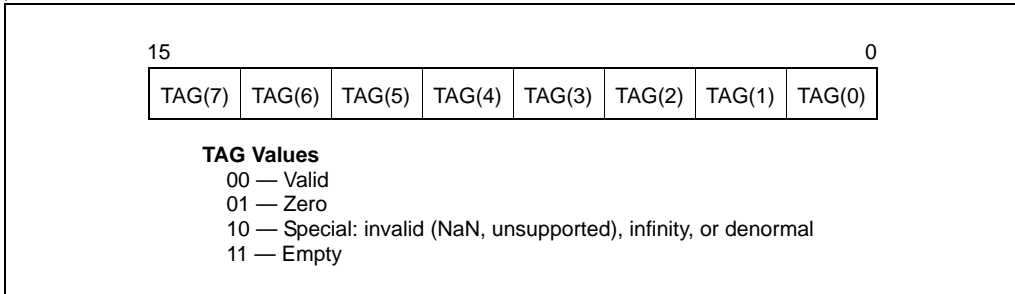 15 0
TAG(7) TAG(6) TAG(5) TAG(4) TAG(3) TAG(2) TAG(1) TAG(0)
TAG Values
00 — Valid
01 — Zero
10 — Special: invalid (NaN, unsupported), infinity, or denormal
11 — Empty